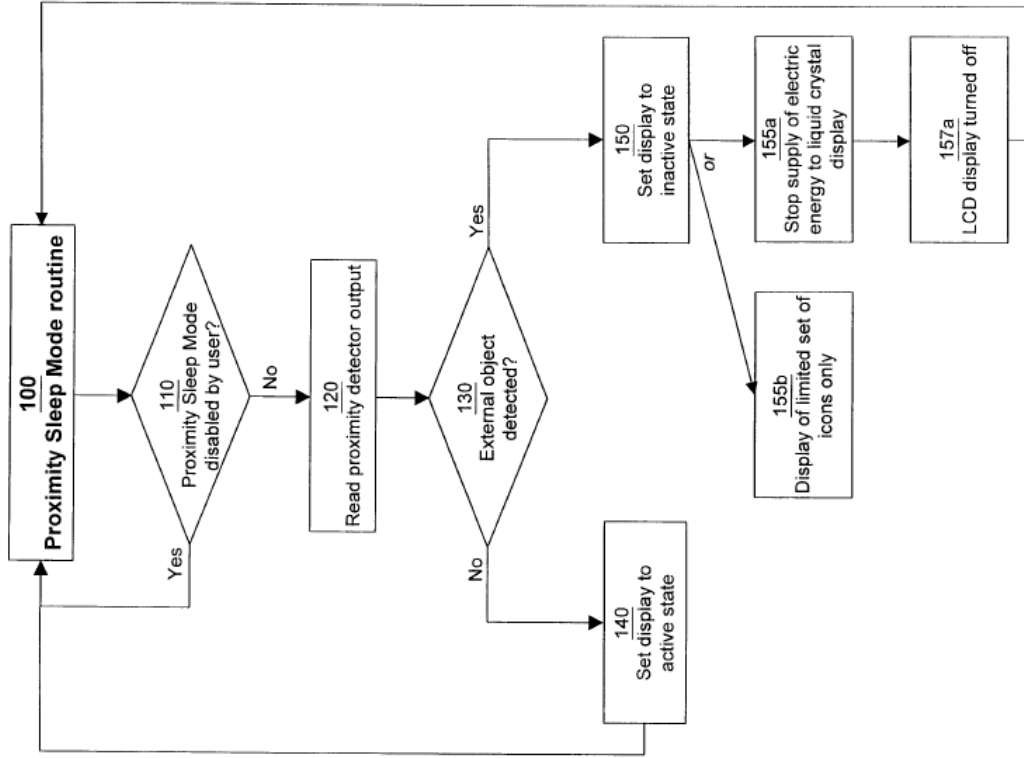 100
Proximity Sleep Mode routine
110
Proximity Sleep Mode
disabled by user?
Yes
No
120
Read proximity detector output
130
External object
detected?
No
Yes
140
Set display to
active state
150
Set display to
inactive state
or
155b
Display of limited set of
icons only
155a
Stop supply of electric
energy to liquid crystal
display
157a
LCD display turned off